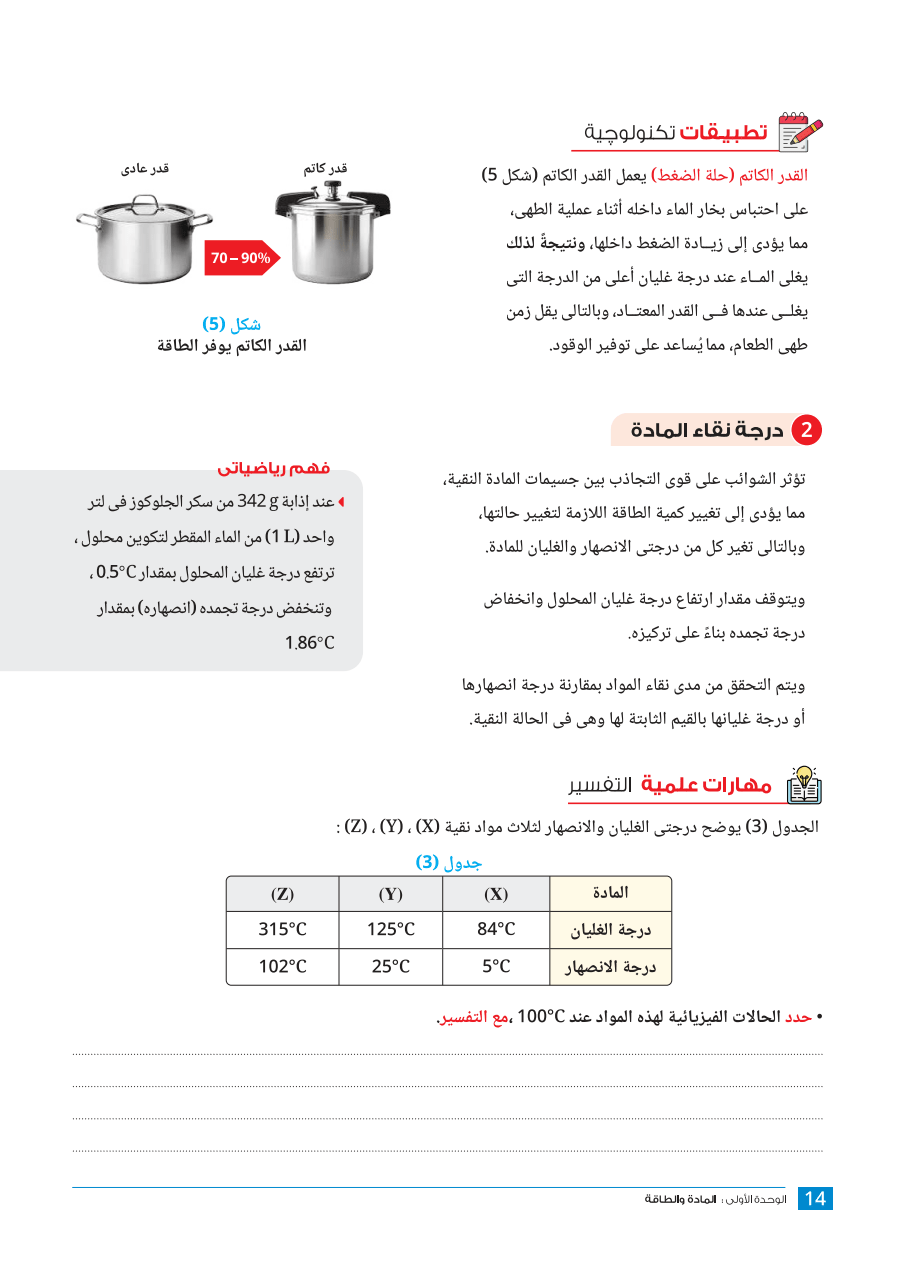 تطبيقات تكنولوچية
القدر الكاتم (حلة الضغط) يعمل القدر الكاتم (شكل 5)
على احتباس بخار الماء داخله أثناء عملية الطهى،
مما يؤدى إلى زيــادة الضغط داخلها، ونتيجةً لذلك
يغلى المــاء عند درجة غليان أعلى من الدرجة التى
يغلــى عندها فــى القدر المعتــاد، وبالتالى يقل زمن
طهى الطعام، مما يُساعد على توفير الوقود.
قدر كاتم
قدر عادى
70 – 90%
شكل (5)
القدر الكاتم يوفر الطاقة
2 درجة نقاء المادة
تؤثر الشوائب على قوى التجاذب بين جسيمات المادة النقية،
مما يؤدى إلى تغيير كمية الطاقة اللازمة لتغيير حالتها،
وبالتالى تغير كل من درجتى الانصهار والغليان للمادة.
ويتوقف مقدار ارتفاع درجة غليان المحلول وانخفاض
درجة تجمده بناءً على تركيزه.
ويتم التحقق من مدى نقاء المواد بمقارنة درجة انصهارها
أو درجة غليانها بالقيم الثابتة لها وهى فى الحالة النقية.
فهم رياضياتى
عند إذابة 342 g من سكر الجلوكوز فى لتر
واحد (1 L) من الماء المقطر لتكوين محلول ،
ترتفع درجة غليان المحلول بمقدار 0.5°C ،
وتنخفض درجة تجمده (انصهاره) بمقدار
1.86°C
مهارات علمية التفسير
الجدول (3) يوضح درجتى الغليان والانصهار لثلاث مواد نقية (X) ، (Y) ، (Z) :
جدول (3)
المادة (X) (Y) (Z)
درجة الغليان 84°C 125°C 315°C
درجة الانصهار 5°C 25°C 102°C
• حدد الحالات الفيزيائية لهذه المواد عند 100°C ،مع التفسير.
14 الوحدة الأولى : المادة والطاقة